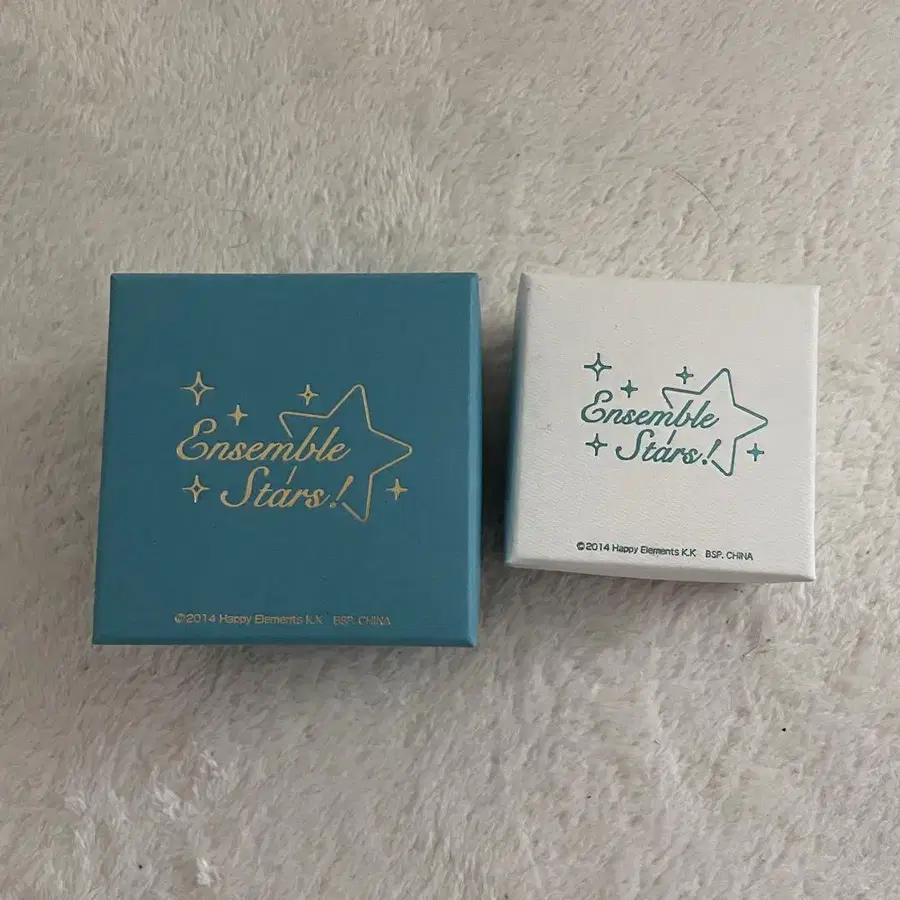 Ensemble
Stars!
©2014 Happy Elements K.K BSP. CHINA
Ensemble
Stars!
©2014 Happy Elements K.K BSP. CHINA